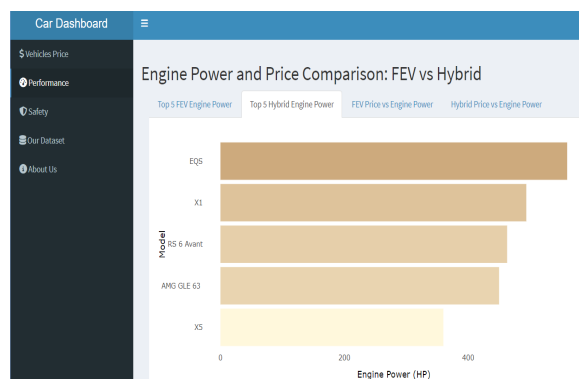 Car Dashboard
Vehicles Price
Performance
Safety
Our Dataset
About Us
Engine Power and Price Comparison: FEV vs Hybrid
Top 5 FEV Engine Power Top 5 Hybrid Engine Power FEV Price vs Engine Power Hybrid Price vs Engine Power
EQS
X1
RS 6 Avant
AMG GLE 63
X5
Model
0 200 400
Engine Power (HP)